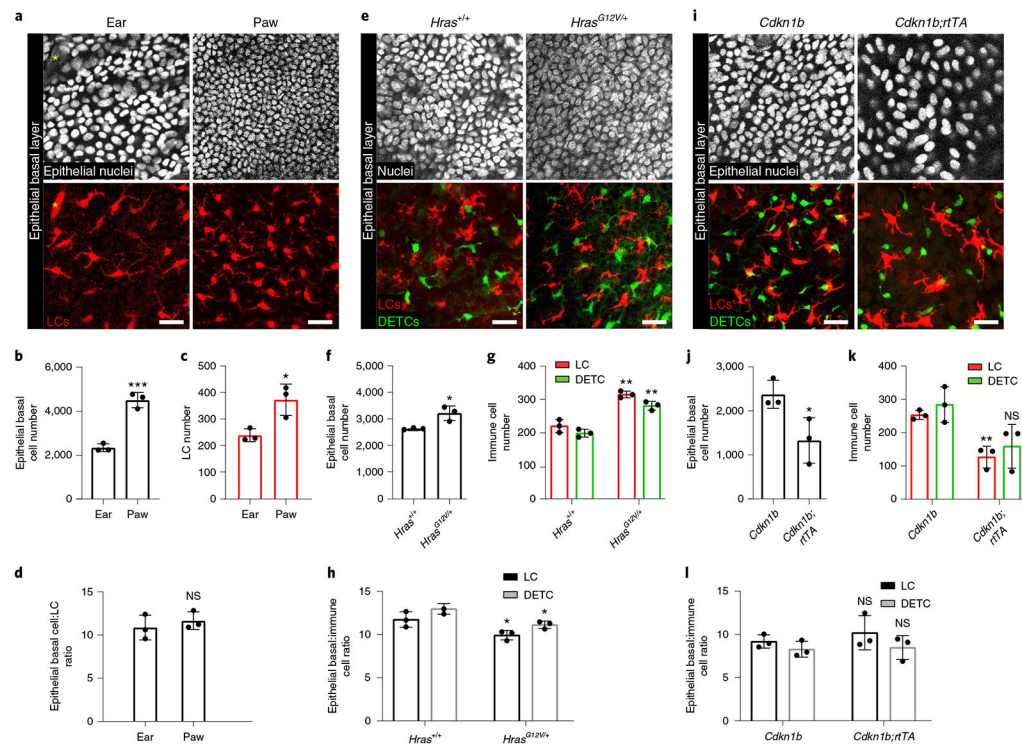 a
Ear
Paw
Epithelial basal layer
*
Epithelial nuclei
*
LCs
e
Hras+/+
HrasG12V/+
Epithelial basal layer
Nuclei
LCs
DETCs
i
Cdkn1b
Cdkn1b;rtTA
Epithelial basal layer
Epithelial nuclei
LCs
DETCs
b
Epithelial basal
cell number
6,000
4,000
2,000
0
***
Ear
Paw
c
LC number
500
400
300
200
100
0
*
Ear
Paw
f
Epithelial basal
cell number
5,000
4,000
3,000
2,000
1,000
0
*
Hras+/+
HrasG12V/+
g
LC
DETC
Immune cell
number
400
300
200
100
0
**
**
Hras+/+
HrasG12V/+
j
Epithelial basal
cell number
3,000
2,000
1,000
0
*
Cdkn1b
Cdkn1b;
rtTA
k
LC
DETC
Immune cell
number
400
300
200
100
0
**
NS
Cdkn1b
Cdkn1b;
rtTA
d
Epithelial basal cell:LC
ratio
15
10
5
0
NS
Ear
Paw
h
LC
DETC
Epithelial basal:immune
cell ratio
15
10
5
0
*
*
Hras+/+
HrasG12V/+
l
LC
DETC
Epithelial basal:immune
cell ratio
15
10
5
0
NS
NS
Cdkn1b
Cdkn1b;rtTA